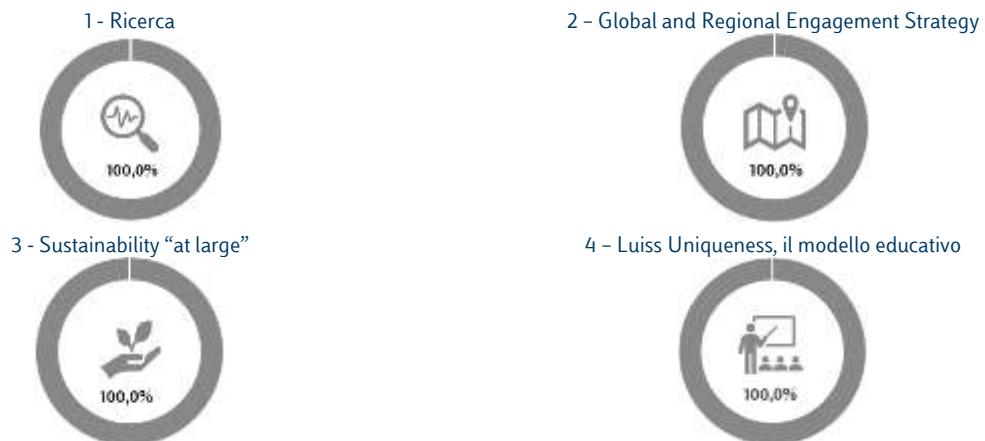 1 - Ricerca
2 – Global and Regional Engagement Strategy
100,0%
100,0%
3 - Sustainability “at large”
4 – Luiss Uniqueness, il modello educativo
100,0%
100,0%